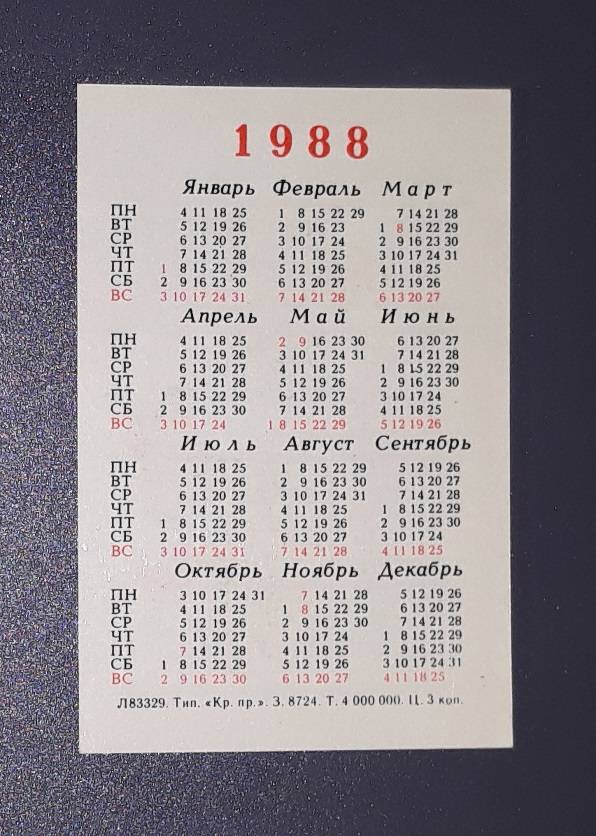 1988
Январь Февраль Март
ПН 4 11 18 25 1 8 15 22 29 7 14 21 28
ВТ 5 12 19 26 2 9 16 23 1 8 15 22 29
СР 6 13 20 27 3 10 17 24 2 9 16 23 30
ЧТ 7 14 21 28 4 11 18 25 3 10 17 24 31
ПТ 1 8 15 22 29 5 12 19 26 4 11 18 25
СБ 2 9 16 23 30 6 13 20 27 5 12 19 26
ВС 3 10 17 24 31 7 14 21 28 6 13 20 27
Апрель Май Июнь
ПН 4 11 18 25 2 9 16 23 30 6 13 20 27
ВТ 5 12 19 26 3 10 17 24 31 7 14 21 28
СР 6 13 20 27 4 11 18 25 1 8 15 22 29
ЧТ 7 14 21 28 5 12 19 26 2 9 16 23 30
ПТ 1 8 15 22 29 6 13 20 27 3 10 17 24
СБ 2 9 16 23 30 7 14 21 28 4 11 18 25
ВС 3 10 17 24 1 8 15 22 29 5 12 19 26
Июль Август Сентябрь
ПН 4 11 18 25 1 8 15 22 29 5 12 19 26
ВТ 5 12 19 26 2 9 16 23 30 6 13 20 27
СР 6 13 20 27 3 10 17 24 31 7 14 21 28
ЧТ 7 14 21 28 4 11 18 25 1 8 15 22 29
ПТ 1 8 15 22 29 5 12 19 26 2 9 16 23 30
СБ 2 9 16 23 30 6 13 20 27 3 10 17 24
ВС 3 10 17 24 31 7 14 21 28 4 11 18 25
Октябрь Ноябрь Декабрь
ПН 3 10 17 24 31 7 14 21 28 5 12 19 26
ВТ 4 11 18 25 1 8 15 22 29 6 13 20 27
СР 5 12 19 26 2 9 16 23 30 7 14 21 28
ЧТ 6 13 20 27 3 10 17 24 1 8 15 22 29
ПТ 7 14 21 28 4 11 18 25 2 9 16 23 30
СБ 1 8 15 22 29 5 12 19 26 3 10 17 24 31
ВС 2 9 16 23 30 6 13 20 27 4 11 18 25
Л83329. Тип. «Кр. пр.». З. 8724. Т. 4 000 000. Ц. 3 коп.